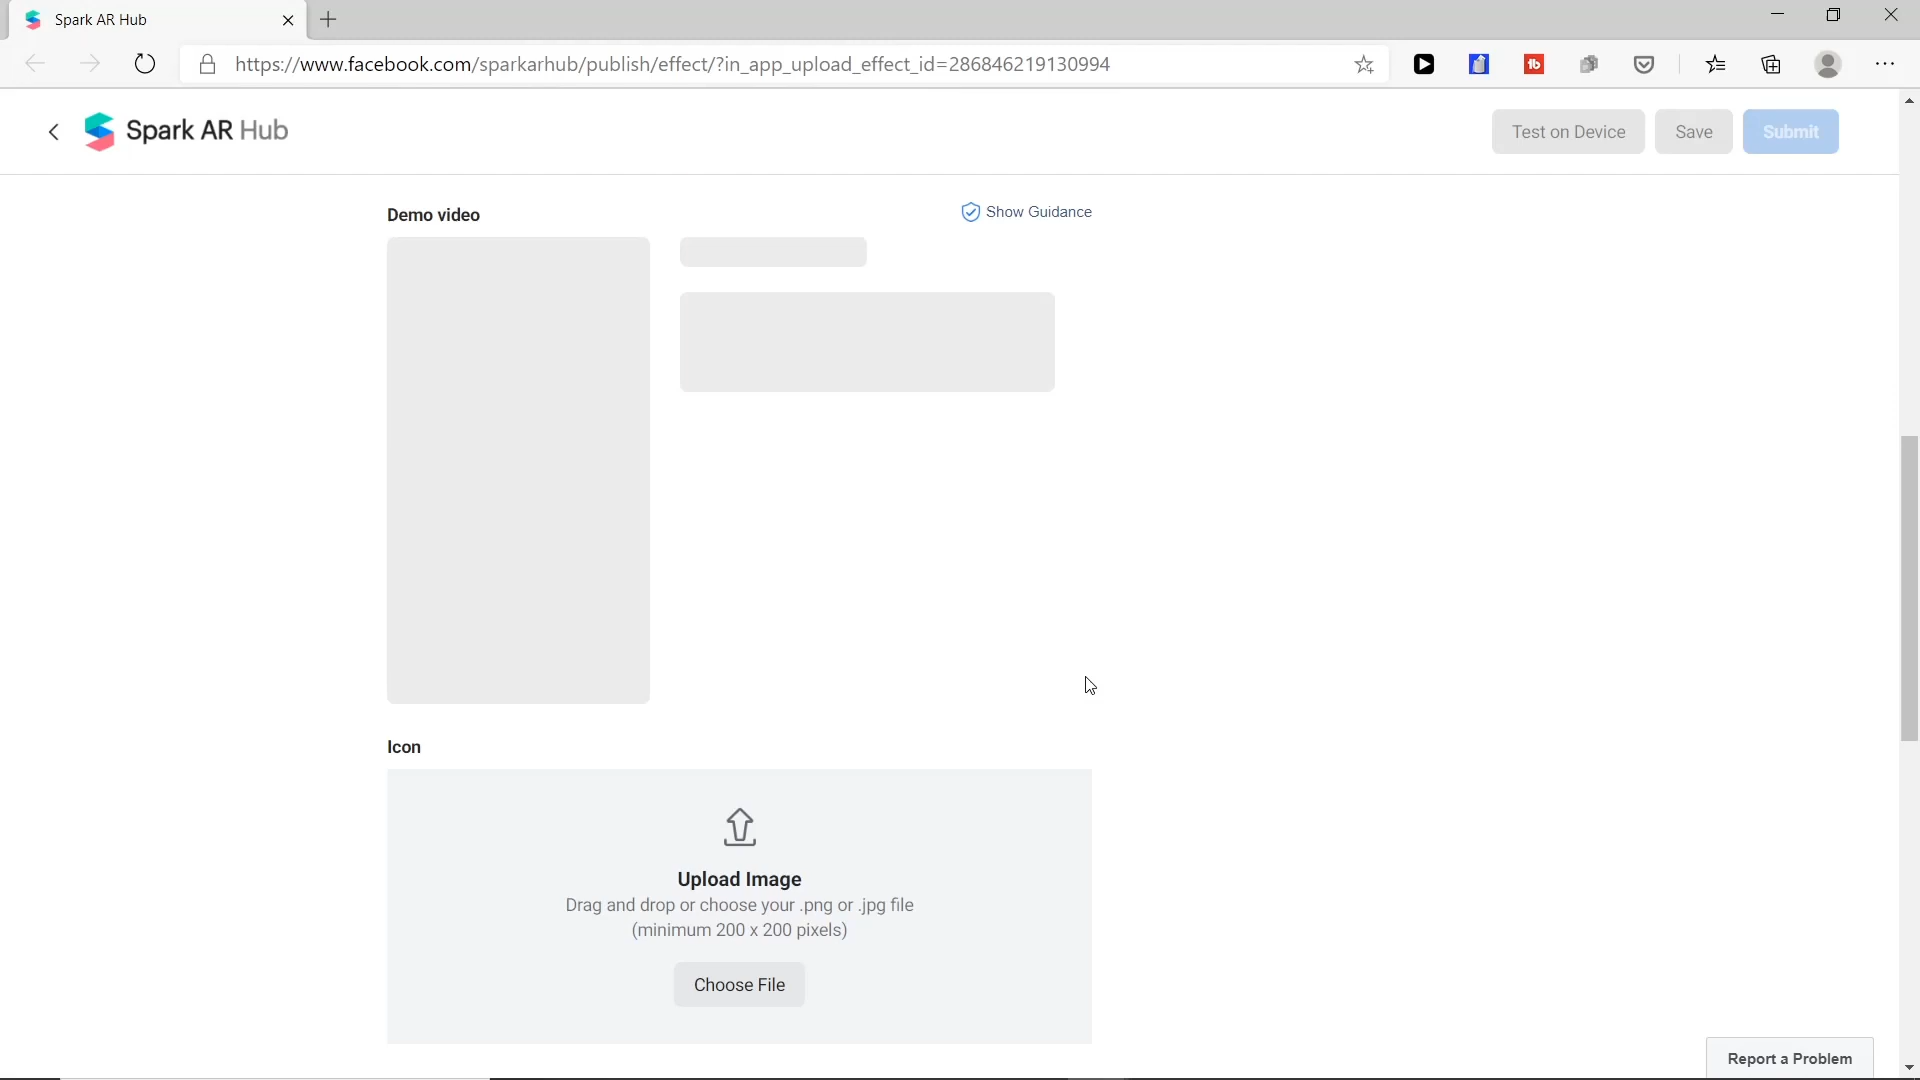 Spark AR Hub
https://www.facebook.com/sparkarhub/publish/effect/?in_app_upload_effect_id=286846219130994
tb
Spark AR Hub
Test on Device
Save
Submit
Demo video
Show Guidance
Icon
Upload Image
Drag and drop or choose your .png or .jpg file
(minimum 200 x 200 pixels)
Choose File
Report a Problem